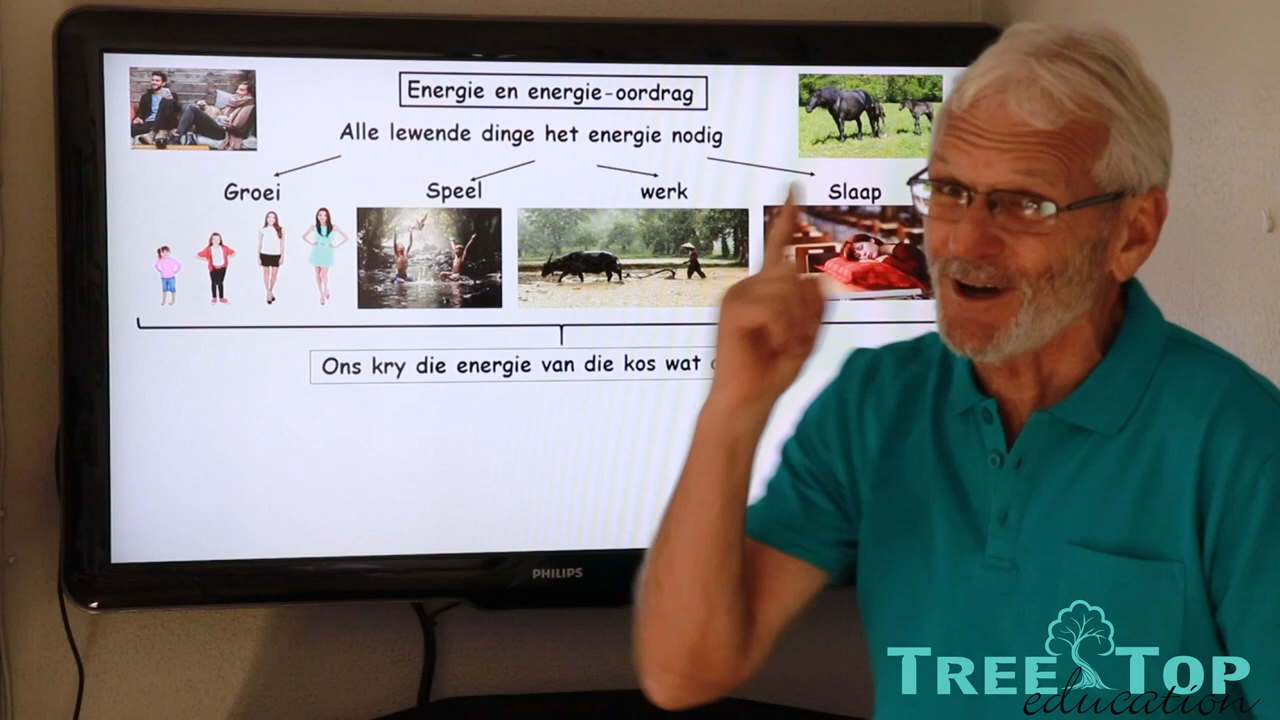 Energie en energie-oordrag
Alle lewende dinge het energie nodig
Groei Speel werk Slaap
Ons kry die energie van die kos wat
PHILIPS
TREE TOP
education